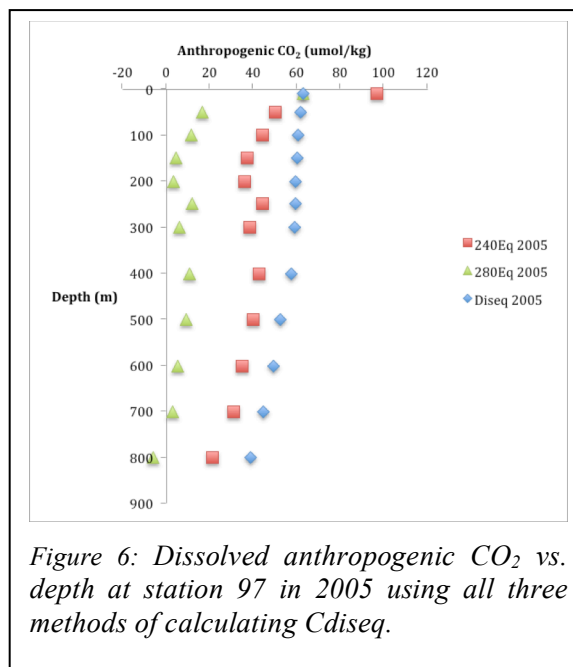 Anthropogenic CO₂ (umol/kg)
-20 0 20 40 60 80 100 120
0
100
200
300
400
500
600
700
800
900
Depth (m)
240Eq 2005
280Eq 2005
Diseq 2005
Figure 6: Dissolved anthropogenic CO₂ vs.
depth at station 97 in 2005 using all three
methods of calculating Cdiseq.